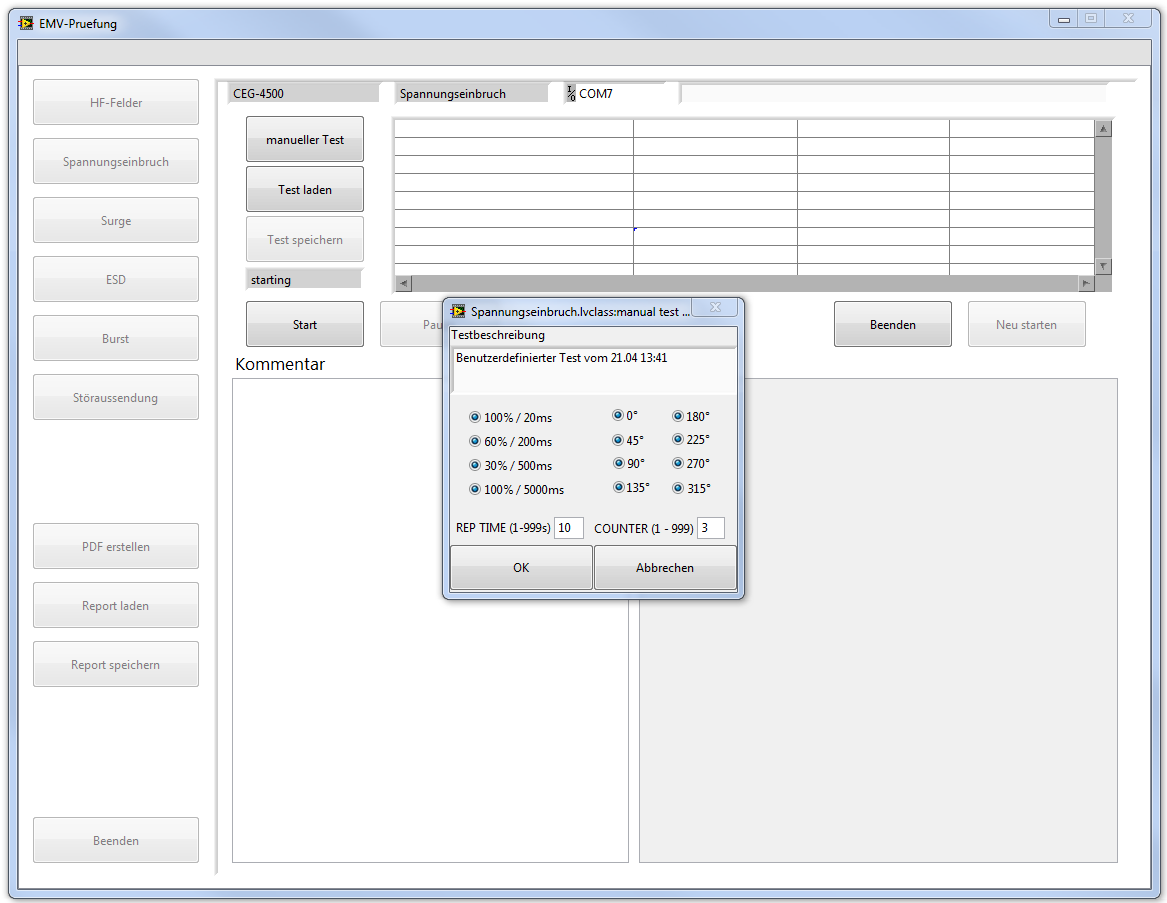 EMV-Pruefung
HF-Felder
Spannungseinbruch
Surge
ESD
Burst
Störaussendung
PDF erstellen
Report laden
Report speichern
Beenden
CEG-4500
Spannungseinbruch
I/O COM7
manueller Test
Test laden
Test speichern
starting
Start
Pau
Beenden
Neu starten
Kommentar
Spannungseinbruch.lvclass:manual test ...
Testbeschreibung
Benutzerdefinierter Test vom 21.04 13:41
100% / 20ms
60% / 200ms
30% / 500ms
100% / 5000ms
0°
45°
90°
135°
180°
225°
270°
315°
REP TIME (1-999s) 10
COUNTER (1 - 999) 3
OK
Abbrechen